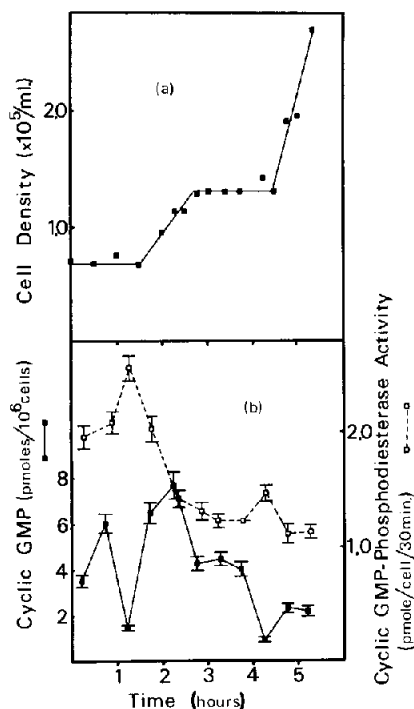 (a)
Cell Density (x10⁵/ml.)
2.0
1.0
(b)
Cyclic GMP (pmoles/10⁶cells)
8
6
4
2
Cyclic GMP-Phosphodiesterase Activity
(pmole/cell/30min.)
2.0
1.0
1 2 3 4 5
Time (hours)